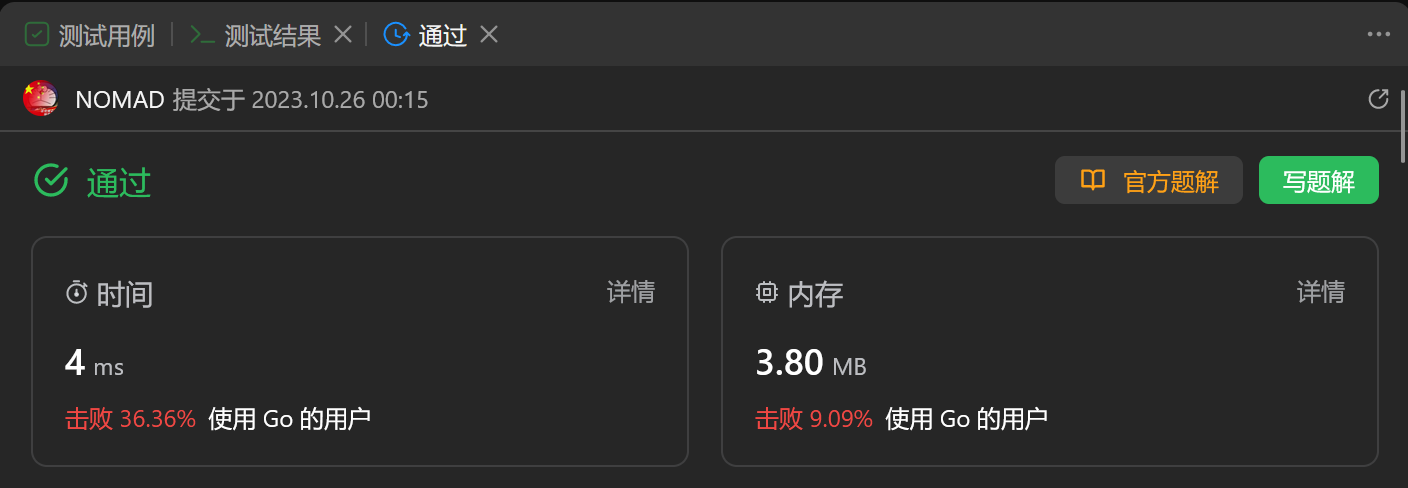 测试用例 测试结果 通过
NOMAD 提交于 2023.10.26 00:15
通过 官方题解 写题解
时间 详情 内存 详情
4 ms 3.80 MB
击败 36.36% 使用 Go 的用户 击败 9.09% 使用 Go 的用户